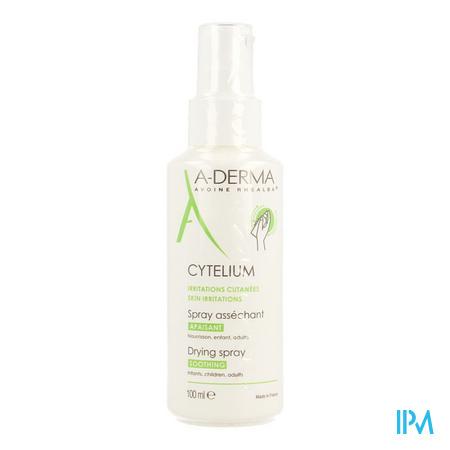 A-DERMA
AVOINE RHEALBA®
CYTELIUM
IRRITATIONS CUTANÉES
SKIN IRRITATIONS
Spray asséchant
APAISANT
Nourrisson, enfant, adulte
Drying spray
SOOTHING
Infants, children, adults
100 ml e
Made in France
IPM